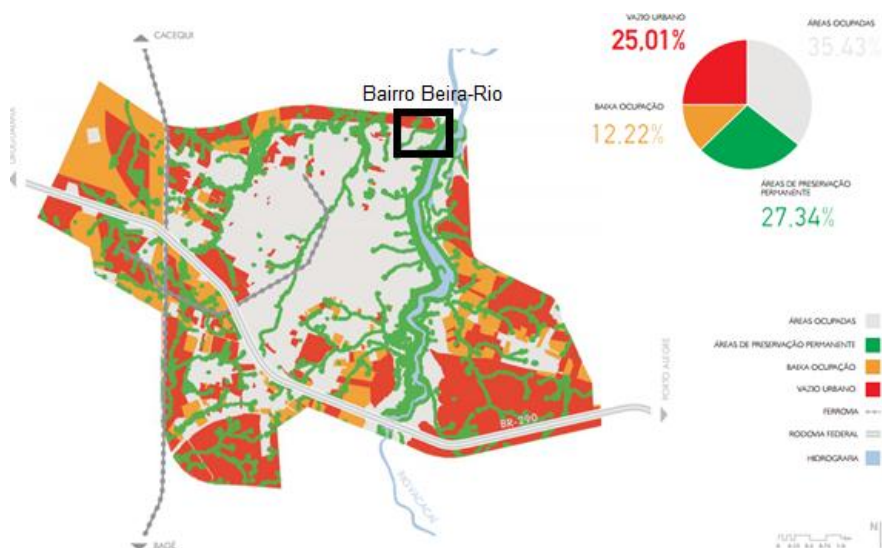 CACEQUI
Bairro Beira-Rio
URUGUAIANA
BR-290
PORTO ALEGRE
BAGÉ
VAZIO URBANO
25,01%
ÁREAS OCUPADAS
35,43%
BAIXA OCUPAÇÃO
12,22%
ÁREAS DE PRESERVAÇÃO
PERMANENTE
27,34%
ÁREAS OCUPADAS
ÁREAS DE PRESERVAÇÃO PERMANENTE
BAIXA OCUPAÇÃO
VAZIO URBANO
FERROVIA
RODOVIA FEDERAL
HIDROGRAFIA
N